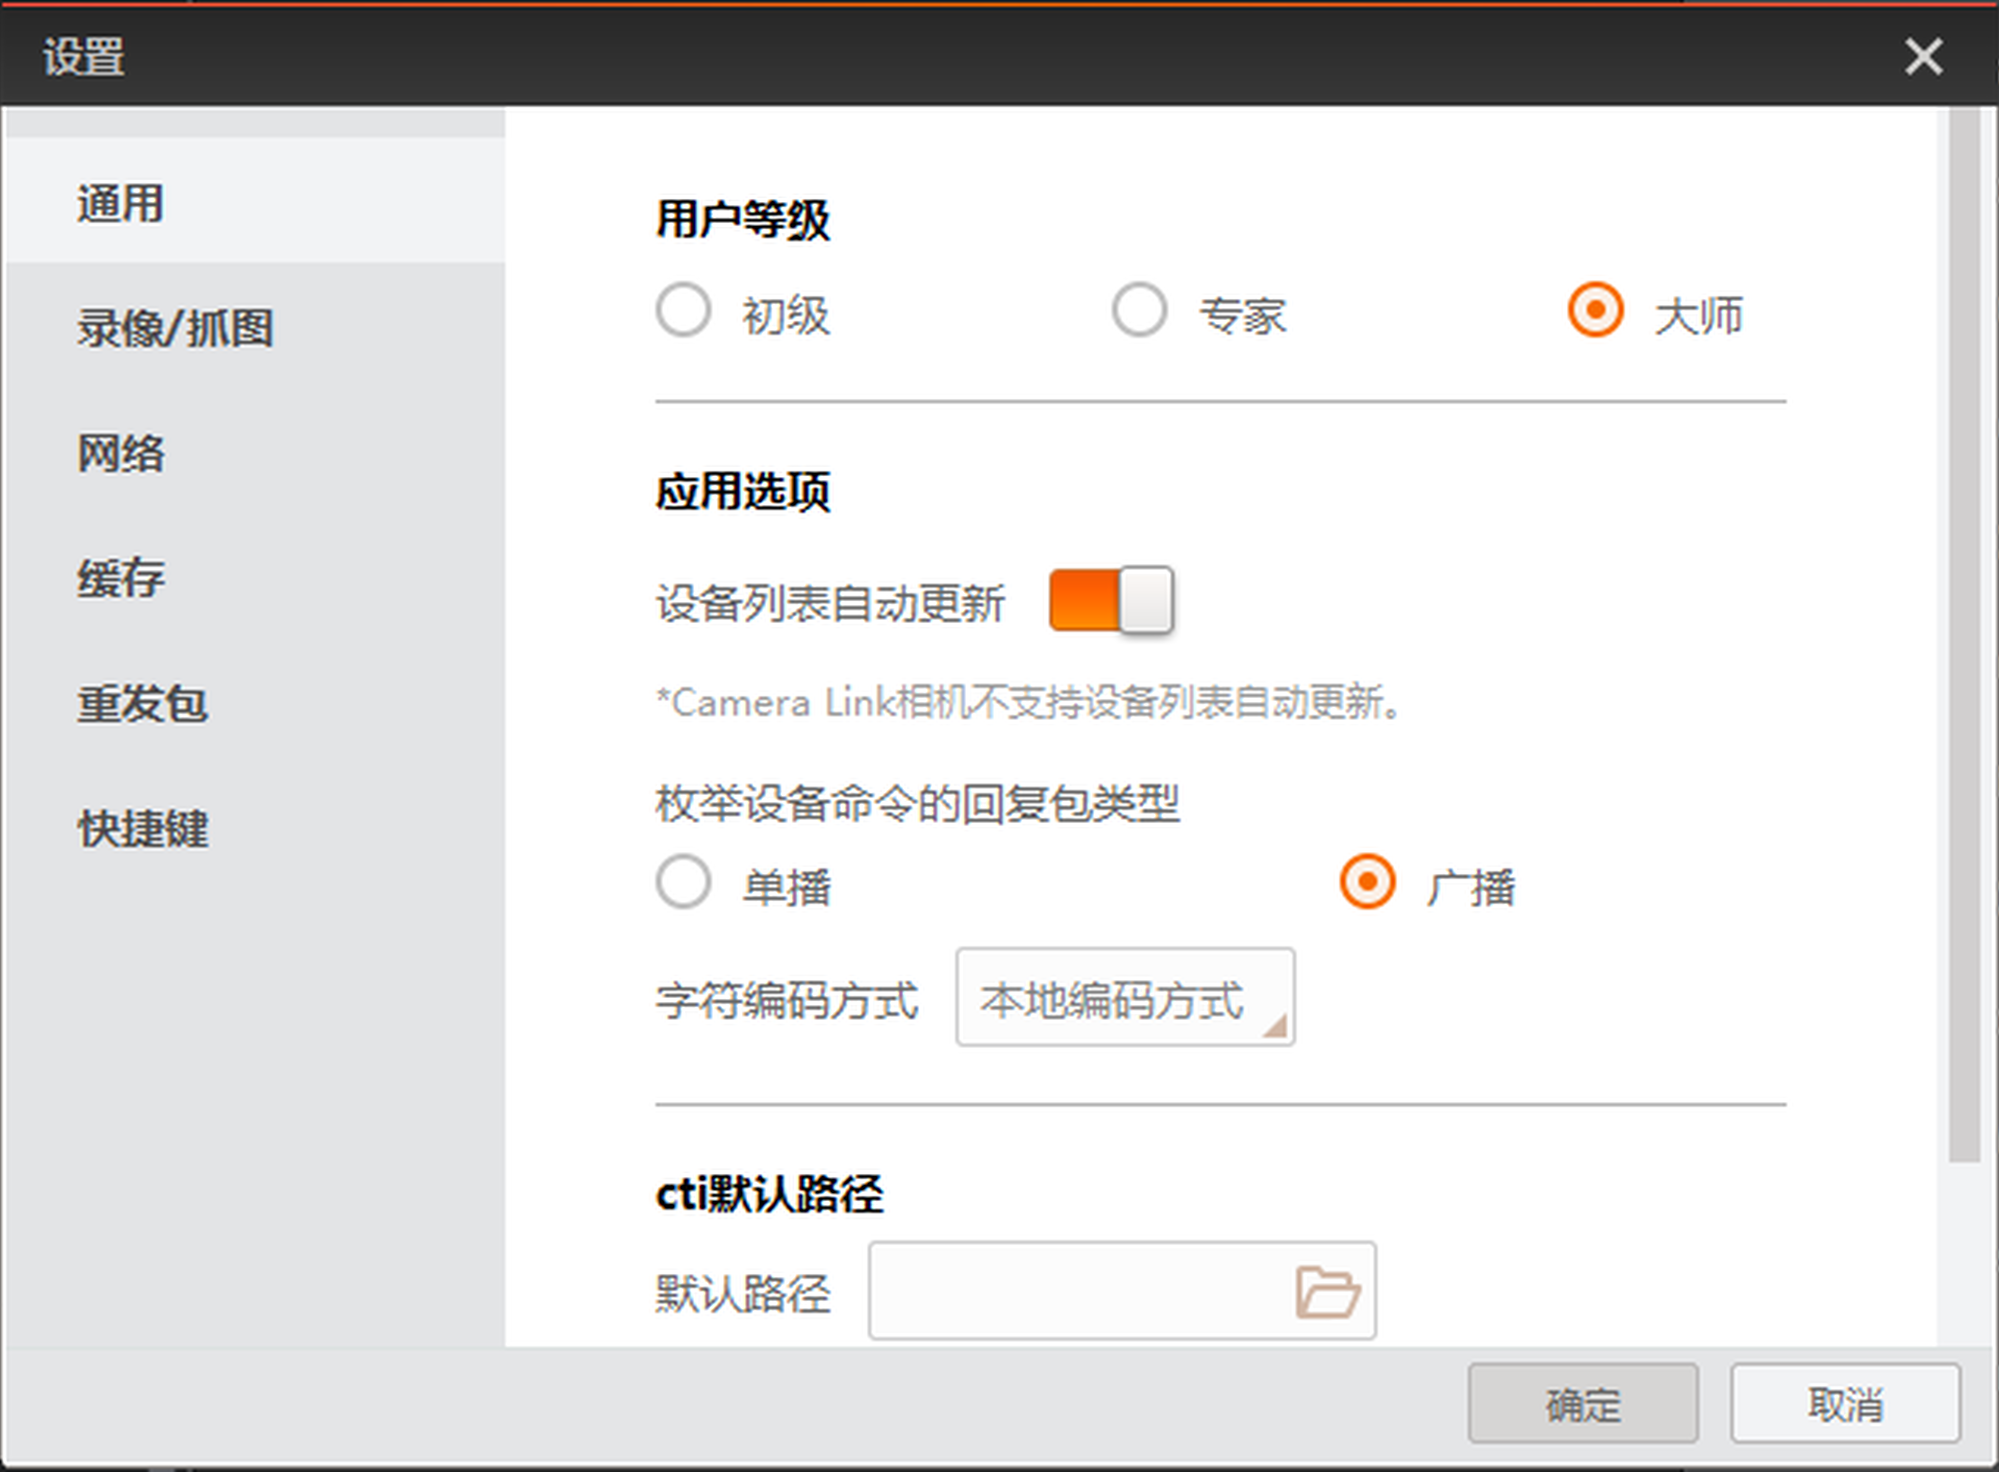 设置
通用
录像/抓图
网络
缓存
重发包
快捷键
用户等级
初级 专家 大师
应用选项
设备列表自动更新
*Camera Link相机不支持设备列表自动更新。
枚举设备命令的回复包类型
单播 广播
字符编码方式 本地编码方式
cti默认路径
默认路径
确定 取消